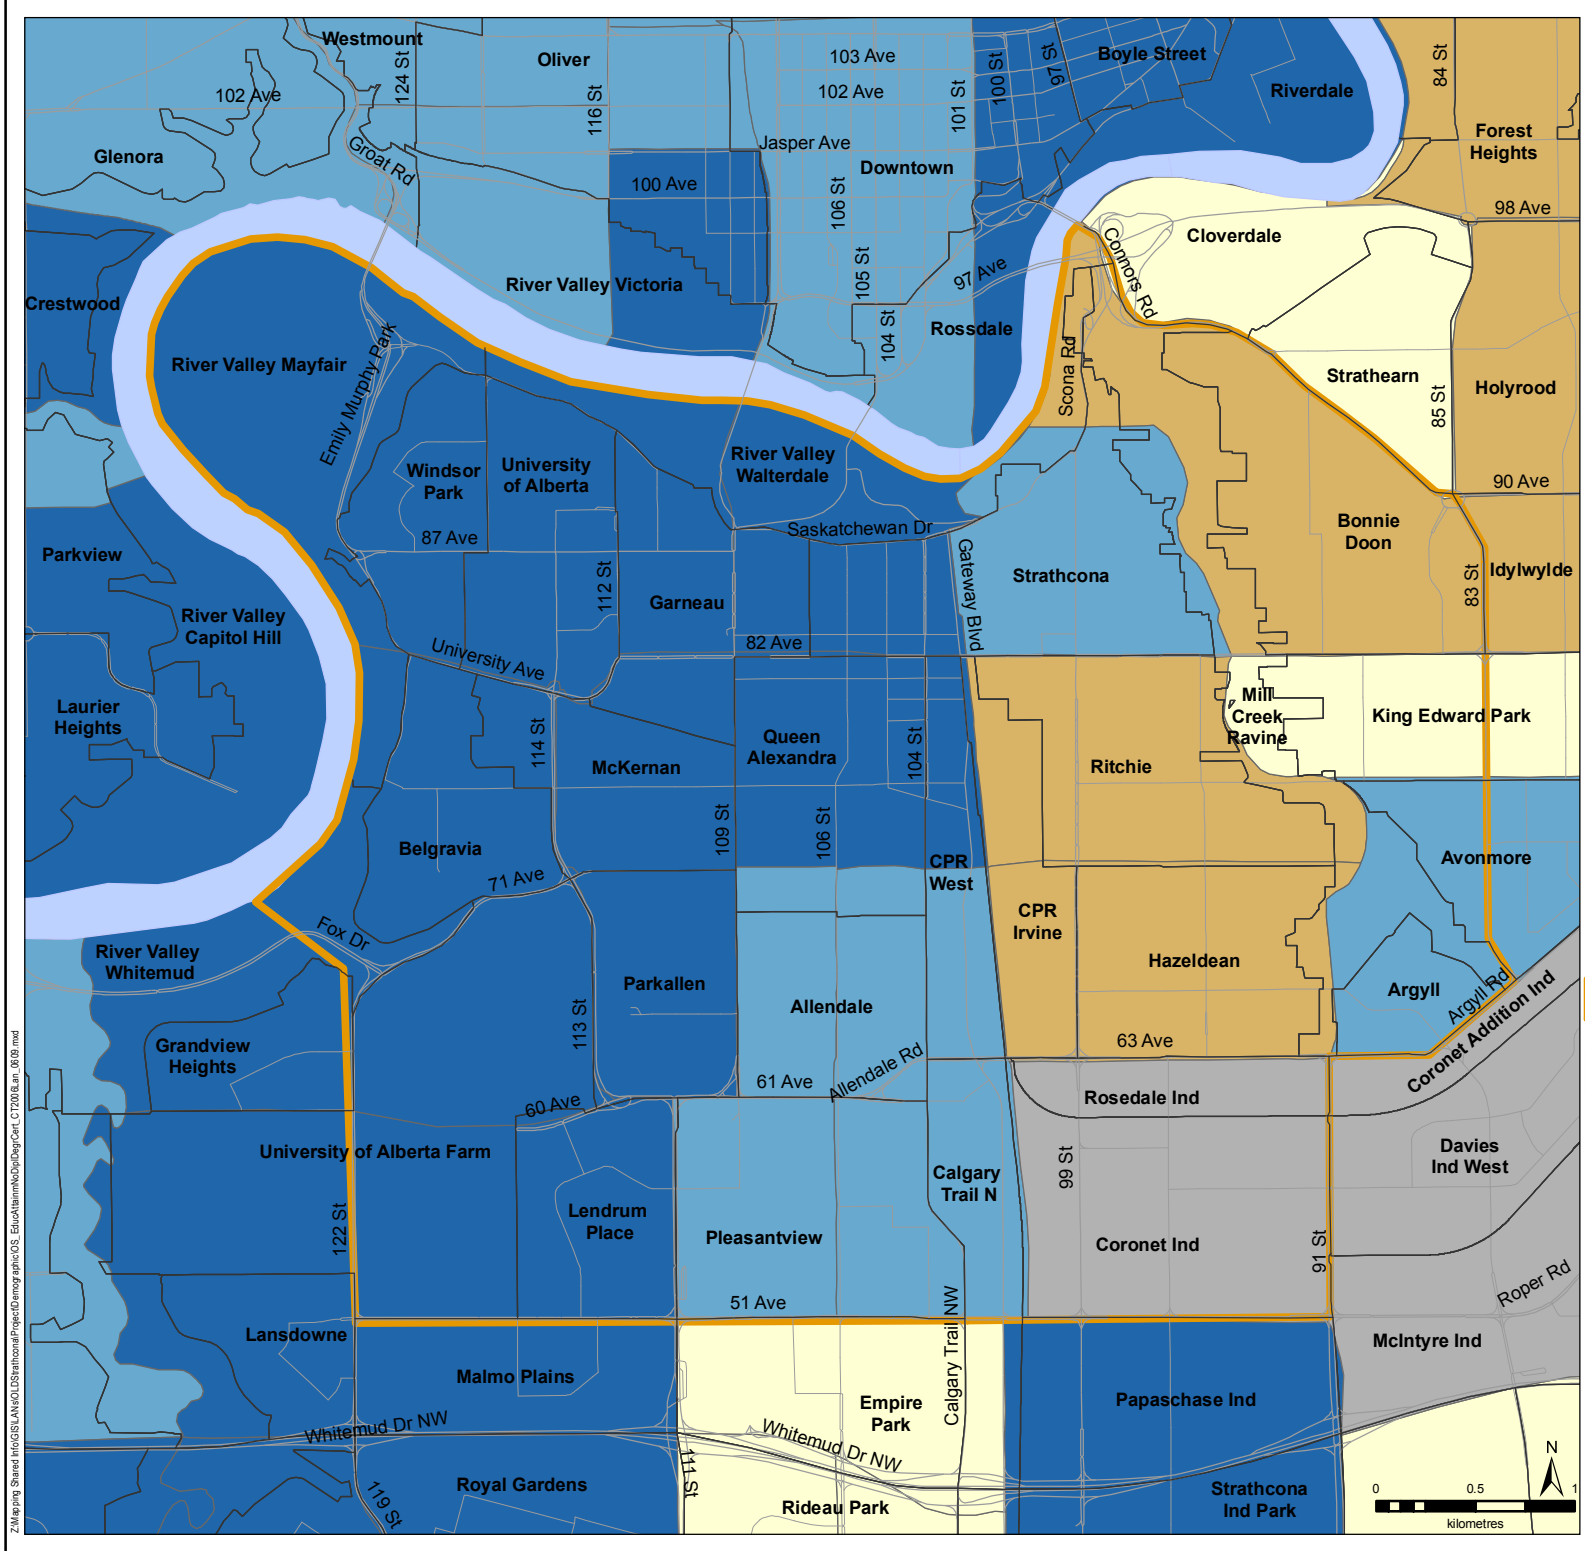 Westmount
124 St
Oliver
103 Ave
102 Ave
102 Ave
116 St
101 St
100 St
97 St
Boyle Street
Riverdale
84 St
Forest
Heights
Glenora
Groat Rd
Jasper Ave
Downtown
100 Ave
106 St
98 Ave
Cloverdale
Connors Rd
Crestwood
River Valley Victoria
105 St
97 Ave
104 St
Rossdale
Scona Rd
River Valley Mayfair
Emily Murphy Park
Strathearn
Holyrood
85 St
Windsor
Park
University
of Alberta
River Valley
Walterdale
90 Ave
87 Ave
Saskatchewan Dr
Bonnie
Doon
Parkview
Gateway Blvd
Strathcona
83 St
Idylwylde
112 St
Garneau
River Valley
Capitol Hill
University Ave
82 Ave
Laurier
Heights
Mill
Creek
Ravine
King Edward Park
114 St
McKernan
Queen
Alexandra
104 St
Ritchie
109 St
106 St
Belgravia
CPR
West
Avonmore
71 Ave
CPR
Irvine
Fox Dr
River Valley
Whitemud
Parkallen
Hazeldean
Argyll
Argyll Rd
Coronet Addition Ind
Allendale
113 St
Grandview
Heights
63 Ave
61 Ave
Allendale Rd
60 Ave
Rosedale Ind
University of Alberta Farm
Davies
Ind West
99 St
Calgary
Trail N
122 St
Lendrum
Place
Pleasantview
Coronet Ind
91 St
Roper Rd
51 Ave
Calgary Trail NW
Lansdowne
McIntyre Ind
Malmo Plains
Empire
Park
Papaschase Ind
Whitemud Dr NW
Whitemud Dr NW
111 St
119 St
Royal Gardens
Rideau Park
Strathcona
Ind Park
N
0 0.5 1
kilometres